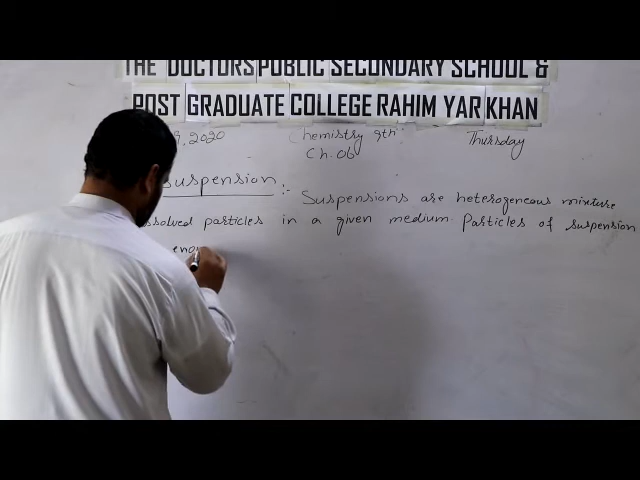 THE DOCTORS PUBLIC SECONDARY SCHOOL &
POST GRADUATE COLLEGE RAHIM YAR KHAN
2020 Chemistry 9th Thursday
Ch. 06
Suspension :- Suspensions are heterogeneous mixture
particles in a given medium. Particles of suspension